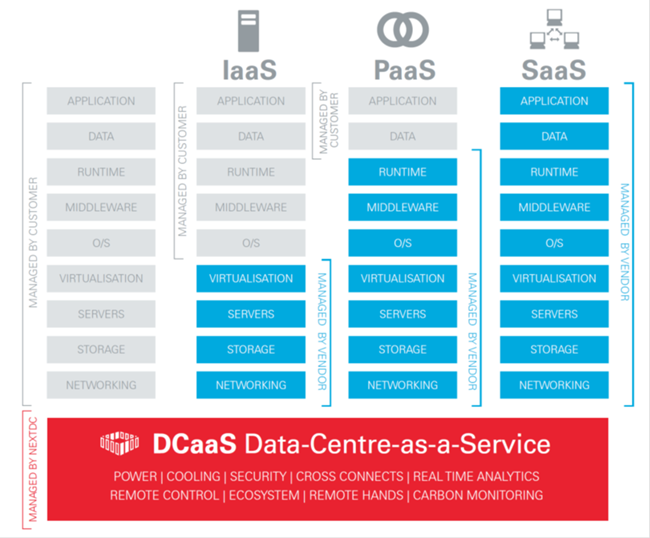 IaaS
PaaS
SaaS
MANAGED BY CUSTOMER
APPLICATION
DATA
RUNTIME
MIDDLEWARE
O/S
VIRTUALISATION
SERVERS
STORAGE
NETWORKING
MANAGED BY CUSTOMER
APPLICATION
DATA
RUNTIME
MIDDLEWARE
O/S
VIRTUALISATION
SERVERS
STORAGE
NETWORKING
MANAGED BY VENDOR
MANAGED BY
CUSTOMER
APPLICATION
DATA
RUNTIME
MIDDLEWARE
O/S
VIRTUALISATION
SERVERS
STORAGE
NETWORKING
MANAGED BY VENDOR
APPLICATION
DATA
RUNTIME
MIDDLEWARE
O/S
VIRTUALISATION
SERVERS
STORAGE
NETWORKING
MANAGED BY VENDOR
MANAGED BY NEXTDC
DCaaS Data-Centre-as-a-Service
POWER | COOLING | SECURITY | CROSS CONNECTS | REAL TIME ANALYTICS
REMOTE CONTROL | ECOSYSTEM | REMOTE HANDS | CARBON MONITORING